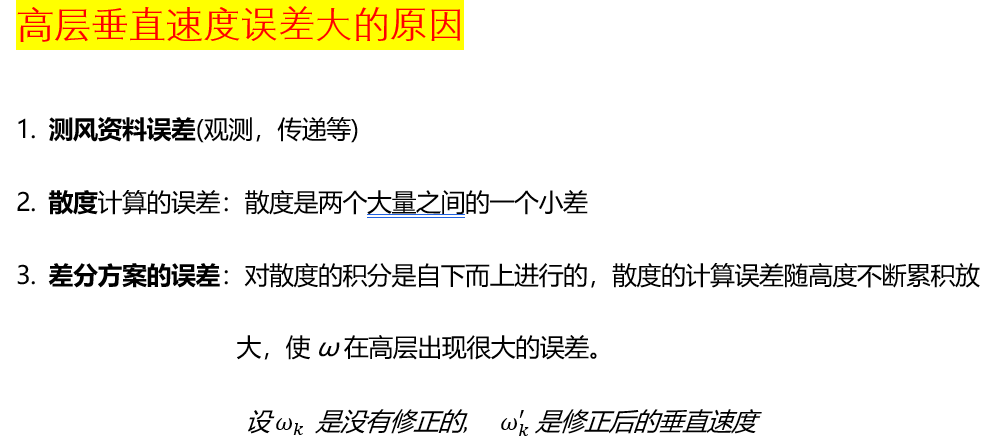 高层垂直速度误差大的原因
1. 测风资料误差(观测，传递等)
2. 散度计算的误差：散度是两个大量之间的一个小差
3. 差分方案的误差：对散度的积分是自下而上进行的，散度的计算误差随高度不断累积放
大，使 ω 在高层出现很大的误差。
设 ωₖ 是没有修正的， ω′ₖ 是修正后的垂直速度